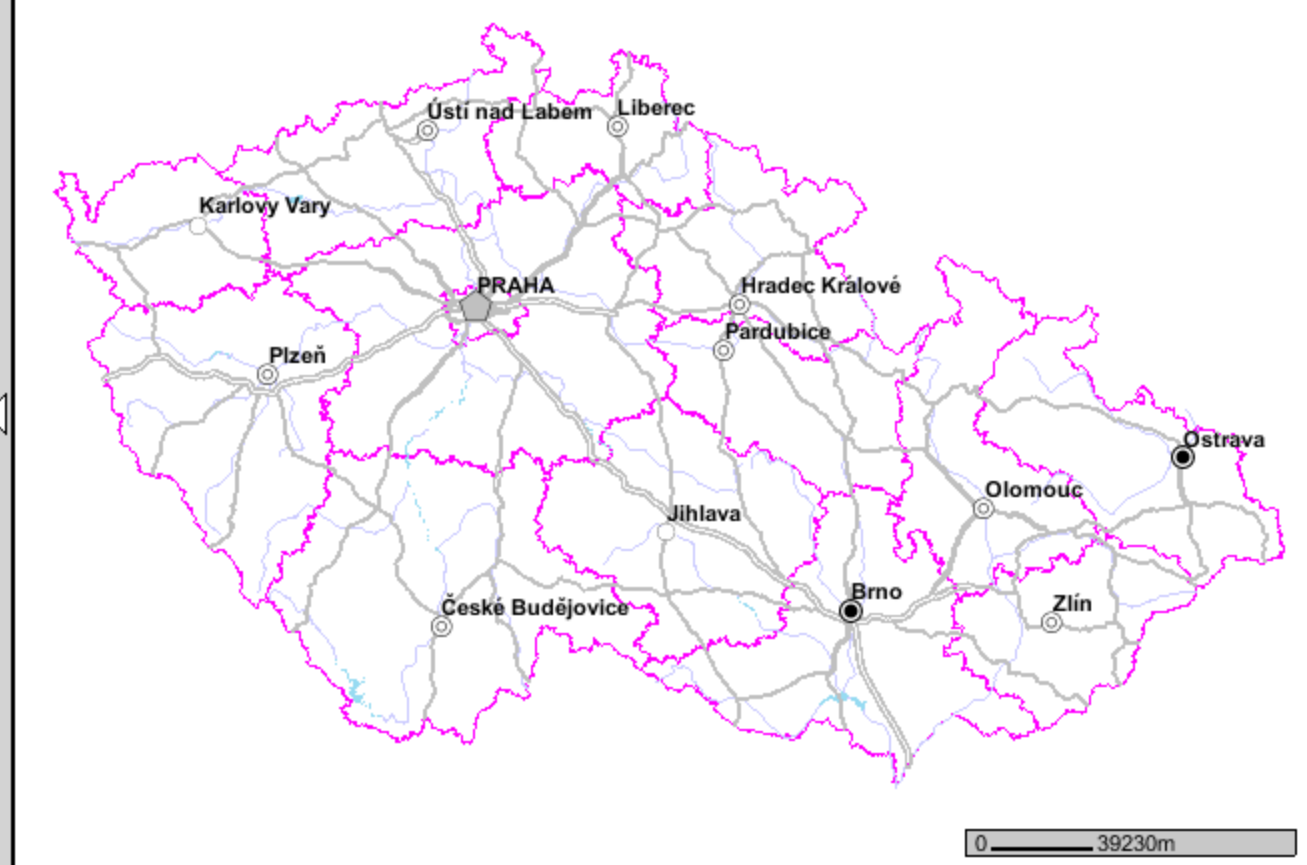 Ústí nad Labem
Liberec
Karlovy Vary
PRAHA
Hradec Králové
Pardubice
Plzeň
Ostrava
Olomouc
Jihlava
Brno
Zlín
České Budějovice
0 39230m